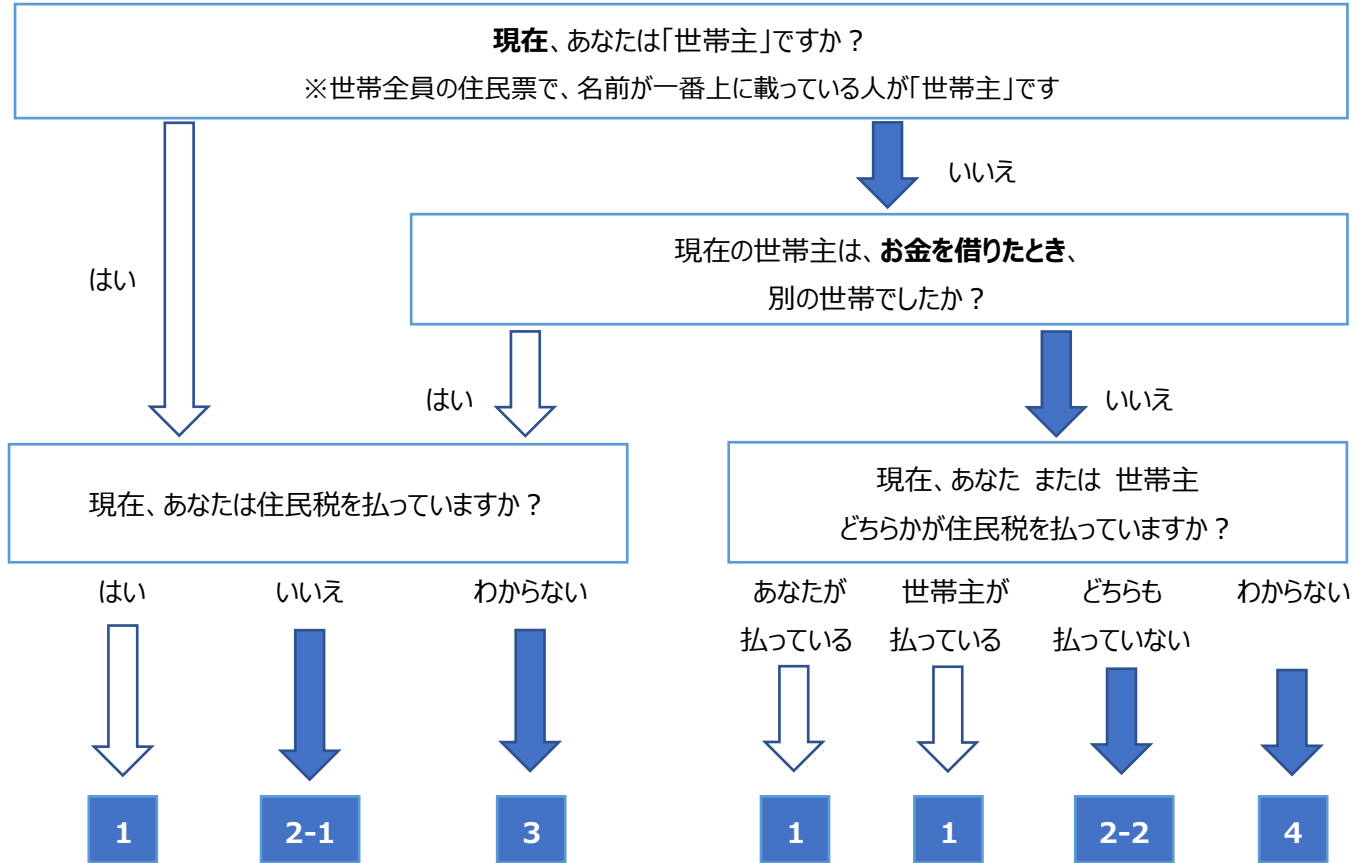 現在、あなたは「世帯主」ですか？
※世帯全員の住民票で、名前が一番上に載っている人が「世帯主」です
いいえ
はい
現在の世帯主は、お金を借りたとき、
別の世帯でしたか？
はい
いいえ
現在、あなたは住民税を払っていますか？
現在、あなた または 世帯主
どちらかが住民税を払っていますか？
はい
いいえ
わからない
あなたが
払っている
世帯主が
払っている
どちらも
払っていない
わからない
1
2-1
3
1
1
2-2
4